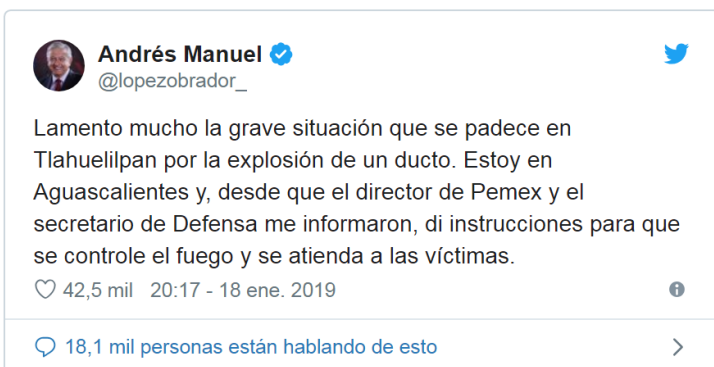 Andrés Manuel
@lopezobrador_
Lamento mucho la grave situación que se padece en
Tlahuelilpan por la explosión de un ducto. Estoy en
Aguascalientes y, desde que el director de Pemex y el
secretario de Defensa me informaron, di instrucciones para que
se controle el fuego y se atienda a las víctimas.
42,5 mil 20:17 - 18 ene. 2019
18,1 mil personas están hablando de esto